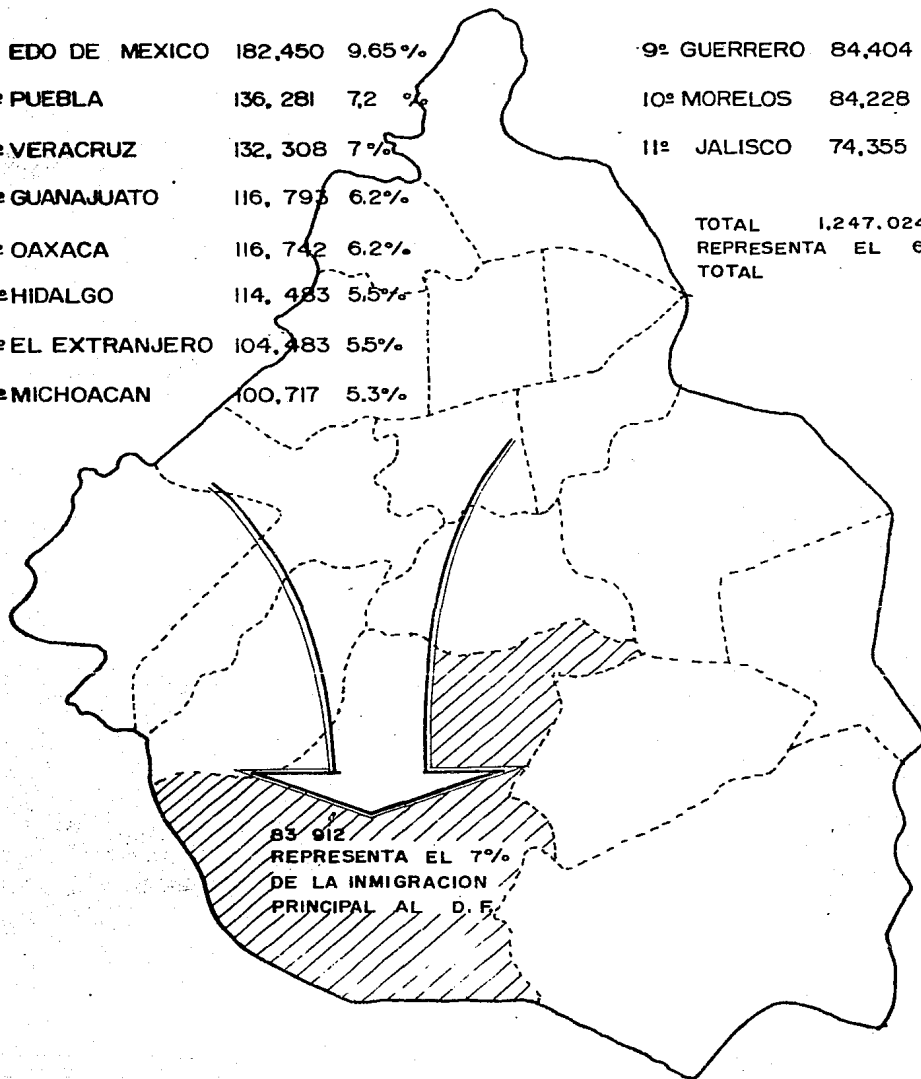 EDO DE MEXICO 182,450 9.65%
º PUEBLA 136,281 7,2 %
º VERACRUZ 132,308 7%
º GUANAJUATO 116,793 6.2%
º OAXACA 116,742 6.2%
º HIDALGO 114,483 5.5%
º EL EXTRANJERO 104,483 5.5%
º MICHOACAN 100,717 5.3%
9º GUERRERO 84,404
10º MORELOS 84,228
11º JALISCO 74,355
TOTAL 1,247.024
REPRESENTA EL 6
TOTAL
83 912
REPRESENTA EL 7%
DE LA INMIGRACION
PRINCIPAL AL D.F.